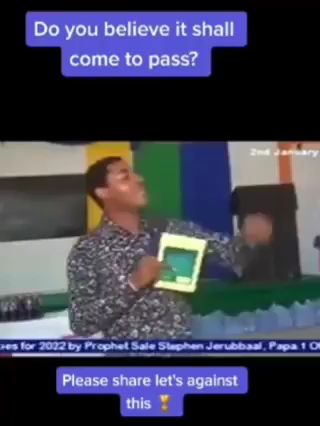 Do you believe it shall
come to pass?
2nd January
ies for 2022 by Prophet Sale Stephen Jerubbaal, Papa 1 O
Please share let's against
this